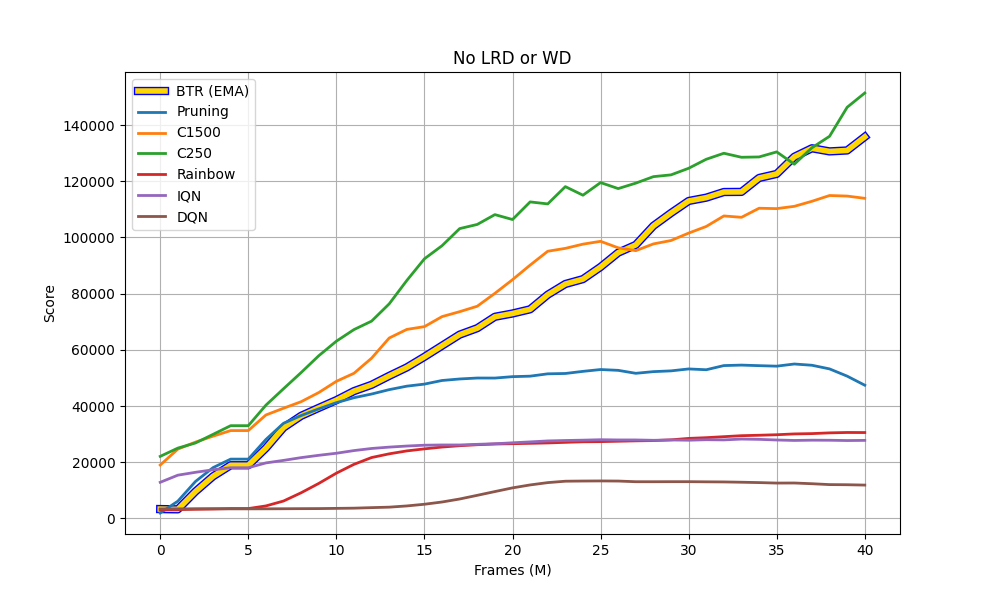 No LRD or WD
BTR (EMA)
Pruning
C1500
C250
Rainbow
IQN
DQN
140000
120000
100000
80000
60000
40000
20000
0
Score
0 5 10 15 20 25 30 35 40
Frames (M)